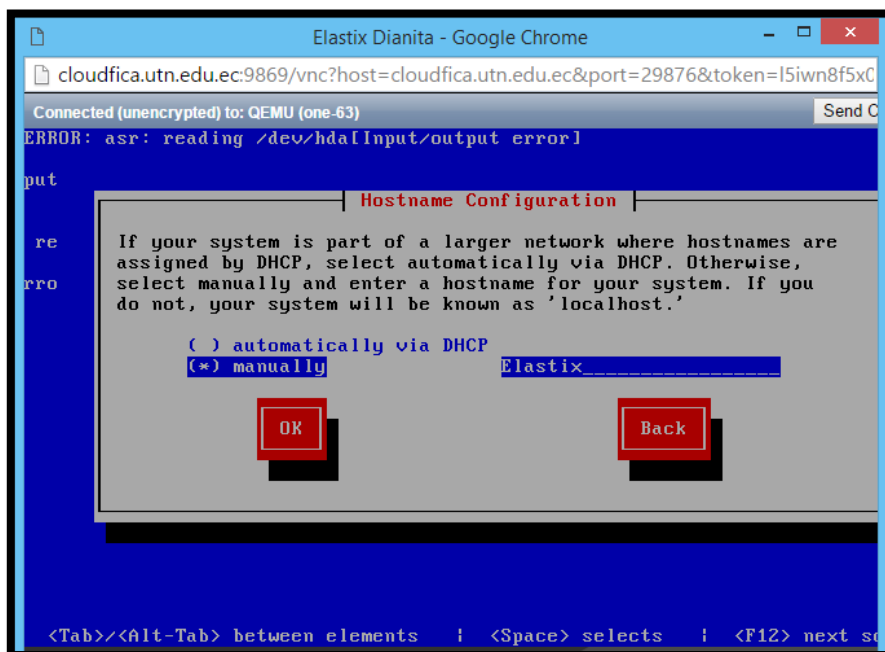 Elastix Dianita - Google Chrome
cloudfica.utn.edu.ec:9869/vnc?host=cloudfica.utn.edu.ec&port=29876&token=l5iwn8f5x0
Connected (unencrypted) to: QEMU (one-63)
Send C
ERROR: asr: reading /dev/hda[Input/output error]
put
Hostname Configuration
re
If your system is part of a larger network where hostnames are
assigned by DHCP, select automatically via DHCP. Otherwise,
rro
select manually and enter a hostname for your system. If you
do not, your system will be known as 'localhost.'
( ) automatically via DHCP
(*) manually
Elastix_________________
OK
Back
<Tab>/<Alt-Tab> between elements | <Space> selects | <F12> next sc